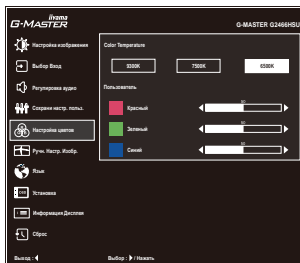 iiyama
G-MASTER
G-MASTER G2466HSU
Настройка изображения
Color Temperature
9300K 7500K 6500K
Выбор Вход
Регулировка аудио
Пользователь
Сохрани настр. польз.
Красный 50
Настройка цветов
Зеленый 50
Ручн. Настр. Изобр.
Синий 50
Язык
OSD Установка
Информация Дисплея
Сброс
Выход : Выбор : / Нажать